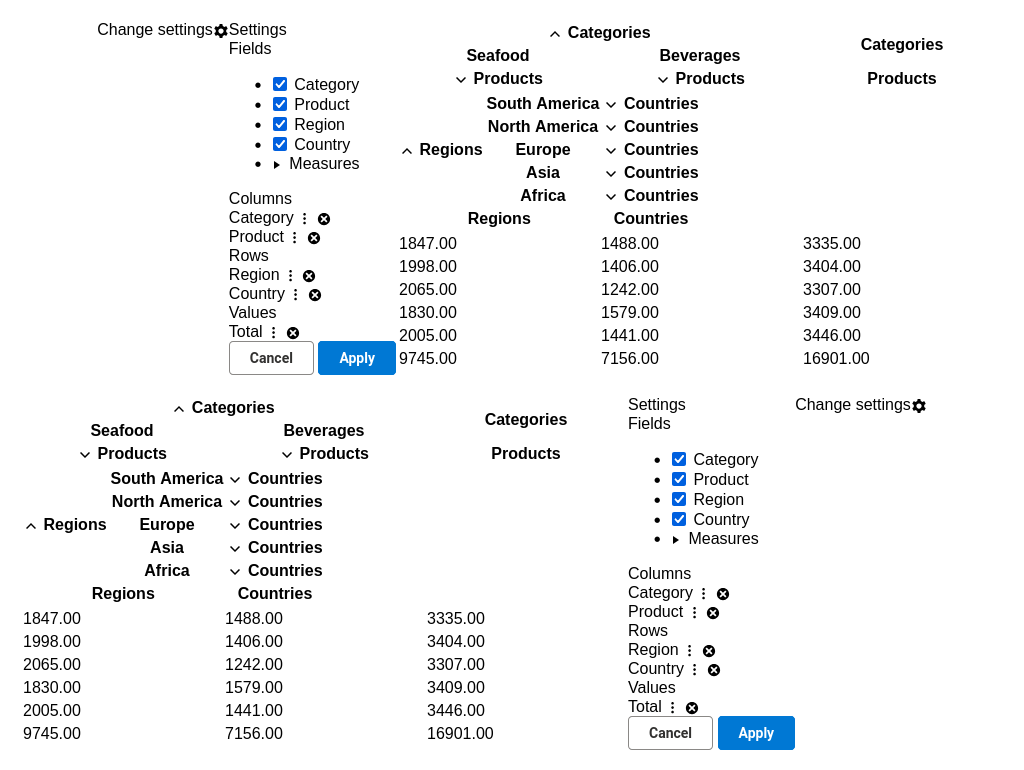 Change settings
Settings
Fields
Category
Product
Region
Country
Measures
Columns
Category
Product
Rows
Region
Country
Values
Total
Cancel Apply
Categories
Seafood Beverages Categories
Products Products Products
South America Countries
North America Countries
Regions Europe Countries
Asia Countries
Africa Countries
Regions Countries
1847.00 1488.00 3335.00
1998.00 1406.00 3404.00
2065.00 1242.00 3307.00
1830.00 1579.00 3409.00
2005.00 1441.00 3446.00
9745.00 7156.00 16901.00
Categories
Seafood Beverages Categories
Products Products Products
South America Countries
North America Countries
Regions Europe Countries
Asia Countries
Africa Countries
Regions Countries
1847.00 1488.00 3335.00
1998.00 1406.00 3404.00
2065.00 1242.00 3307.00
1830.00 1579.00 3409.00
2005.00 1441.00 3446.00
9745.00 7156.00 16901.00
Settings
Fields
Category
Product
Region
Country
Measures
Columns
Category
Product
Rows
Region
Country
Values
Total
Cancel Apply
Change settings